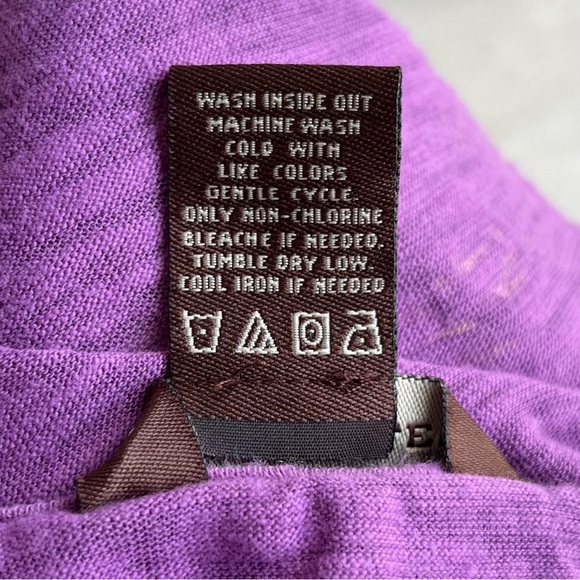 WASH INSIDE OUT
MACHINE WASH
COLD WITH
LIKE COLORS
GENTLE CYCLE.
ONLY NON-CHLORINE
BLEACHE IF NEEDED.
TUMBLE DRY LOW.
COOL IRON IF NEEDED